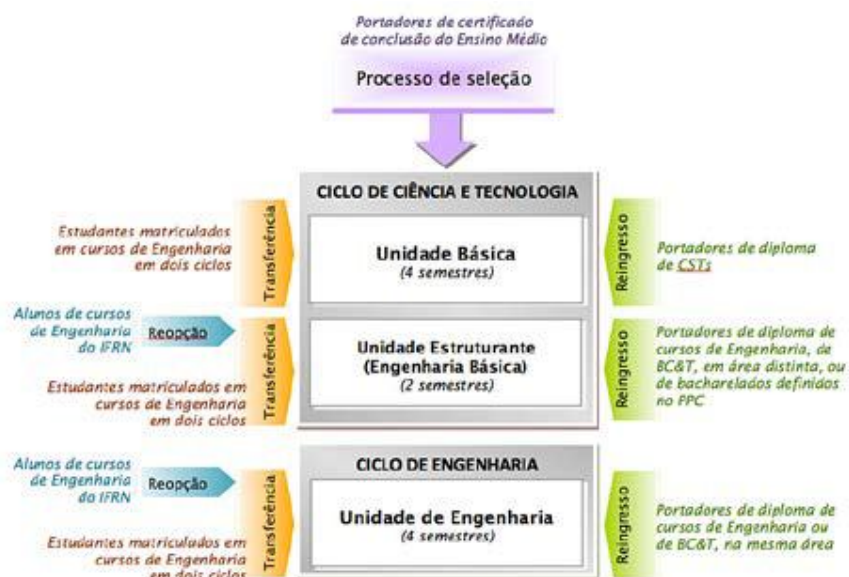 Portadores de certificado
de conclusão do Ensino Médio
Processo de seleção
CICLO DE CIÊNCIA E TECNOLOGIA
Estudantes matriculados
em cursos de Engenharia
em dois ciclos
Transferência
Unidade Básica
(4 semestres)
Reingresso
Portadores de diploma
de CSTs
Alunos de cursos
de Engenharia
do IFRN
Reopção
Estudantes matriculados em
cursos de Engenharia
em dois ciclos
Transferência
Unidade Estruturante
(Engenharia Básica)
(2 semestres)
Reingresso
Portadores de diploma de
cursos de Engenharia, de
BC&T, em área distinta, ou
de bacharelados definidos
no PPC
CICLO DE ENGENHARIA
Alunos de cursos
de Engenharia
do IFRN
Reopção
Estudantes matriculados em
cursos de Engenharia
em dois ciclos
Transferência
Unidade de Engenharia
(4 semestres)
Reingresso
Portadores de diploma de
cursos de Engenharia ou
de BC&T, na mesma área